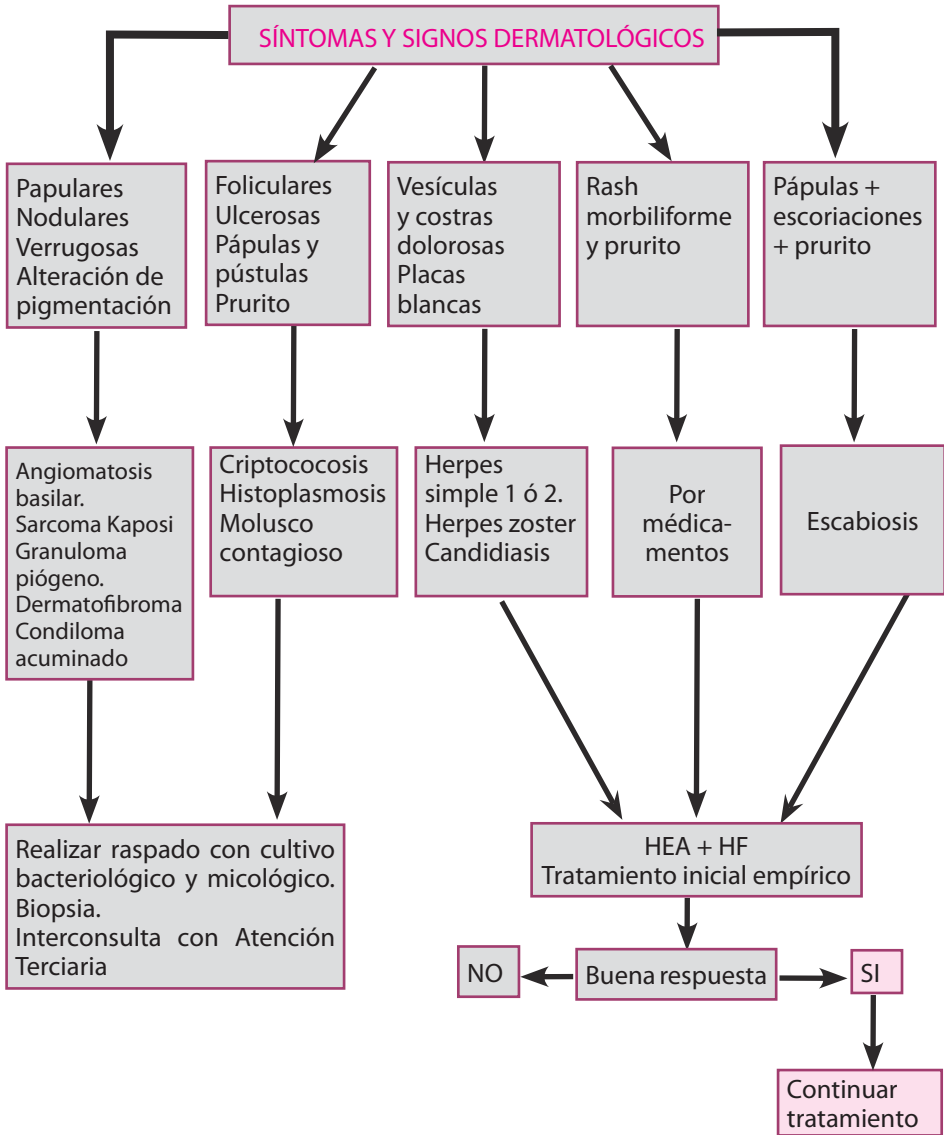 SÍNTOMAS Y SIGNOS DERMATOLÓGICOS
Papulares
Nodulares
Verrugosas
Alteración de
pigmentación
Foliculares
Ulcerosas
Pápulas y
pústulas
Prurito
Vesículas
y costras
dolorosas
Placas
blancas
Rash
morbiliforme
y prurito
Pápulas +
escoriaciones
+ prurito
Angiomatosis
basilar.
Sarcoma Kaposi
Granuloma
piógeno.
Dermatofibroma
Condiloma
acuminado
Criptococosis
Histoplasmosis
Molusco
contagioso
Herpes
simple 1 ó 2.
Herpes zoster
Candidiasis
Por
médica-
mentos
Escabiosis
Realizar raspado con cultivo
bacteriológico y micológico.
Biopsia.
Interconsulta con Atención
Terciaria
HEA + HF
Tratamiento inicial empírico
NO
Buena respuesta
SI
Continuar
tratamiento